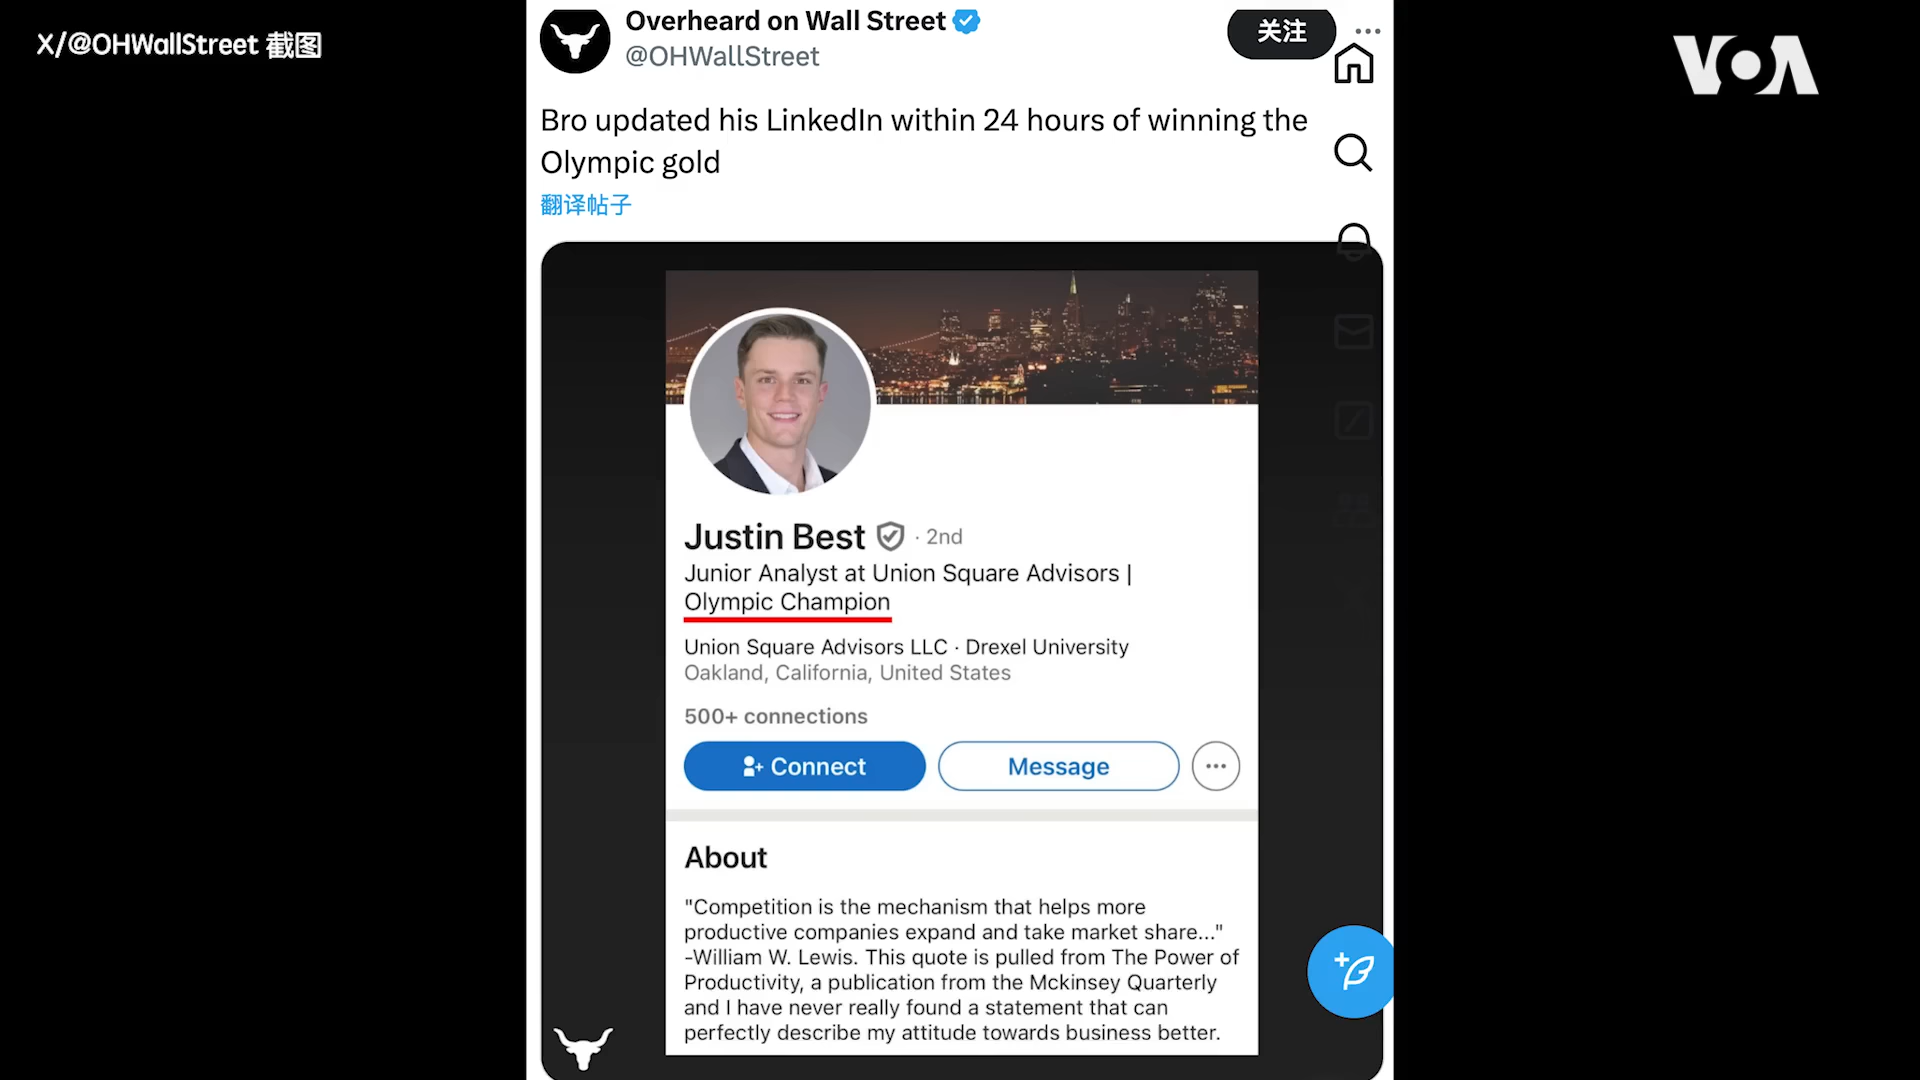 X/@OHWallStreet 截图
VOA
Overheard on Wall Street
@OHWallStreet
关注
Bro updated his LinkedIn within 24 hours of winning the
Olympic gold
翻译帖子
Justin Best · 2nd
Junior Analyst at Union Square Advisors |
Olympic Champion
Union Square Advisors LLC · Drexel University
Oakland, California, United States
500+ connections
Connect
Message
About
"Competition is the mechanism that helps more
productive companies expand and take market share..."
-William W. Lewis. This quote is pulled from The Power of
Productivity, a publication from the Mckinsey Quarterly
and I have never really found a statement that can
perfectly describe my attitude towards business better.